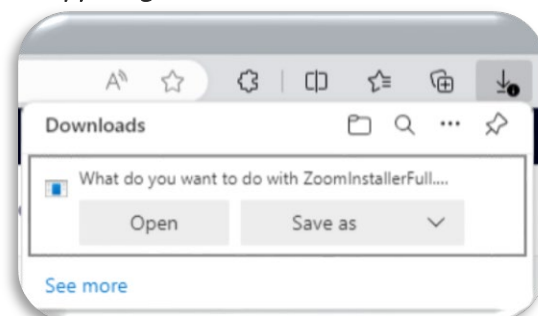 Downloads
What do you want to do with ZoomInstallerFull....
Open
Save as
See more